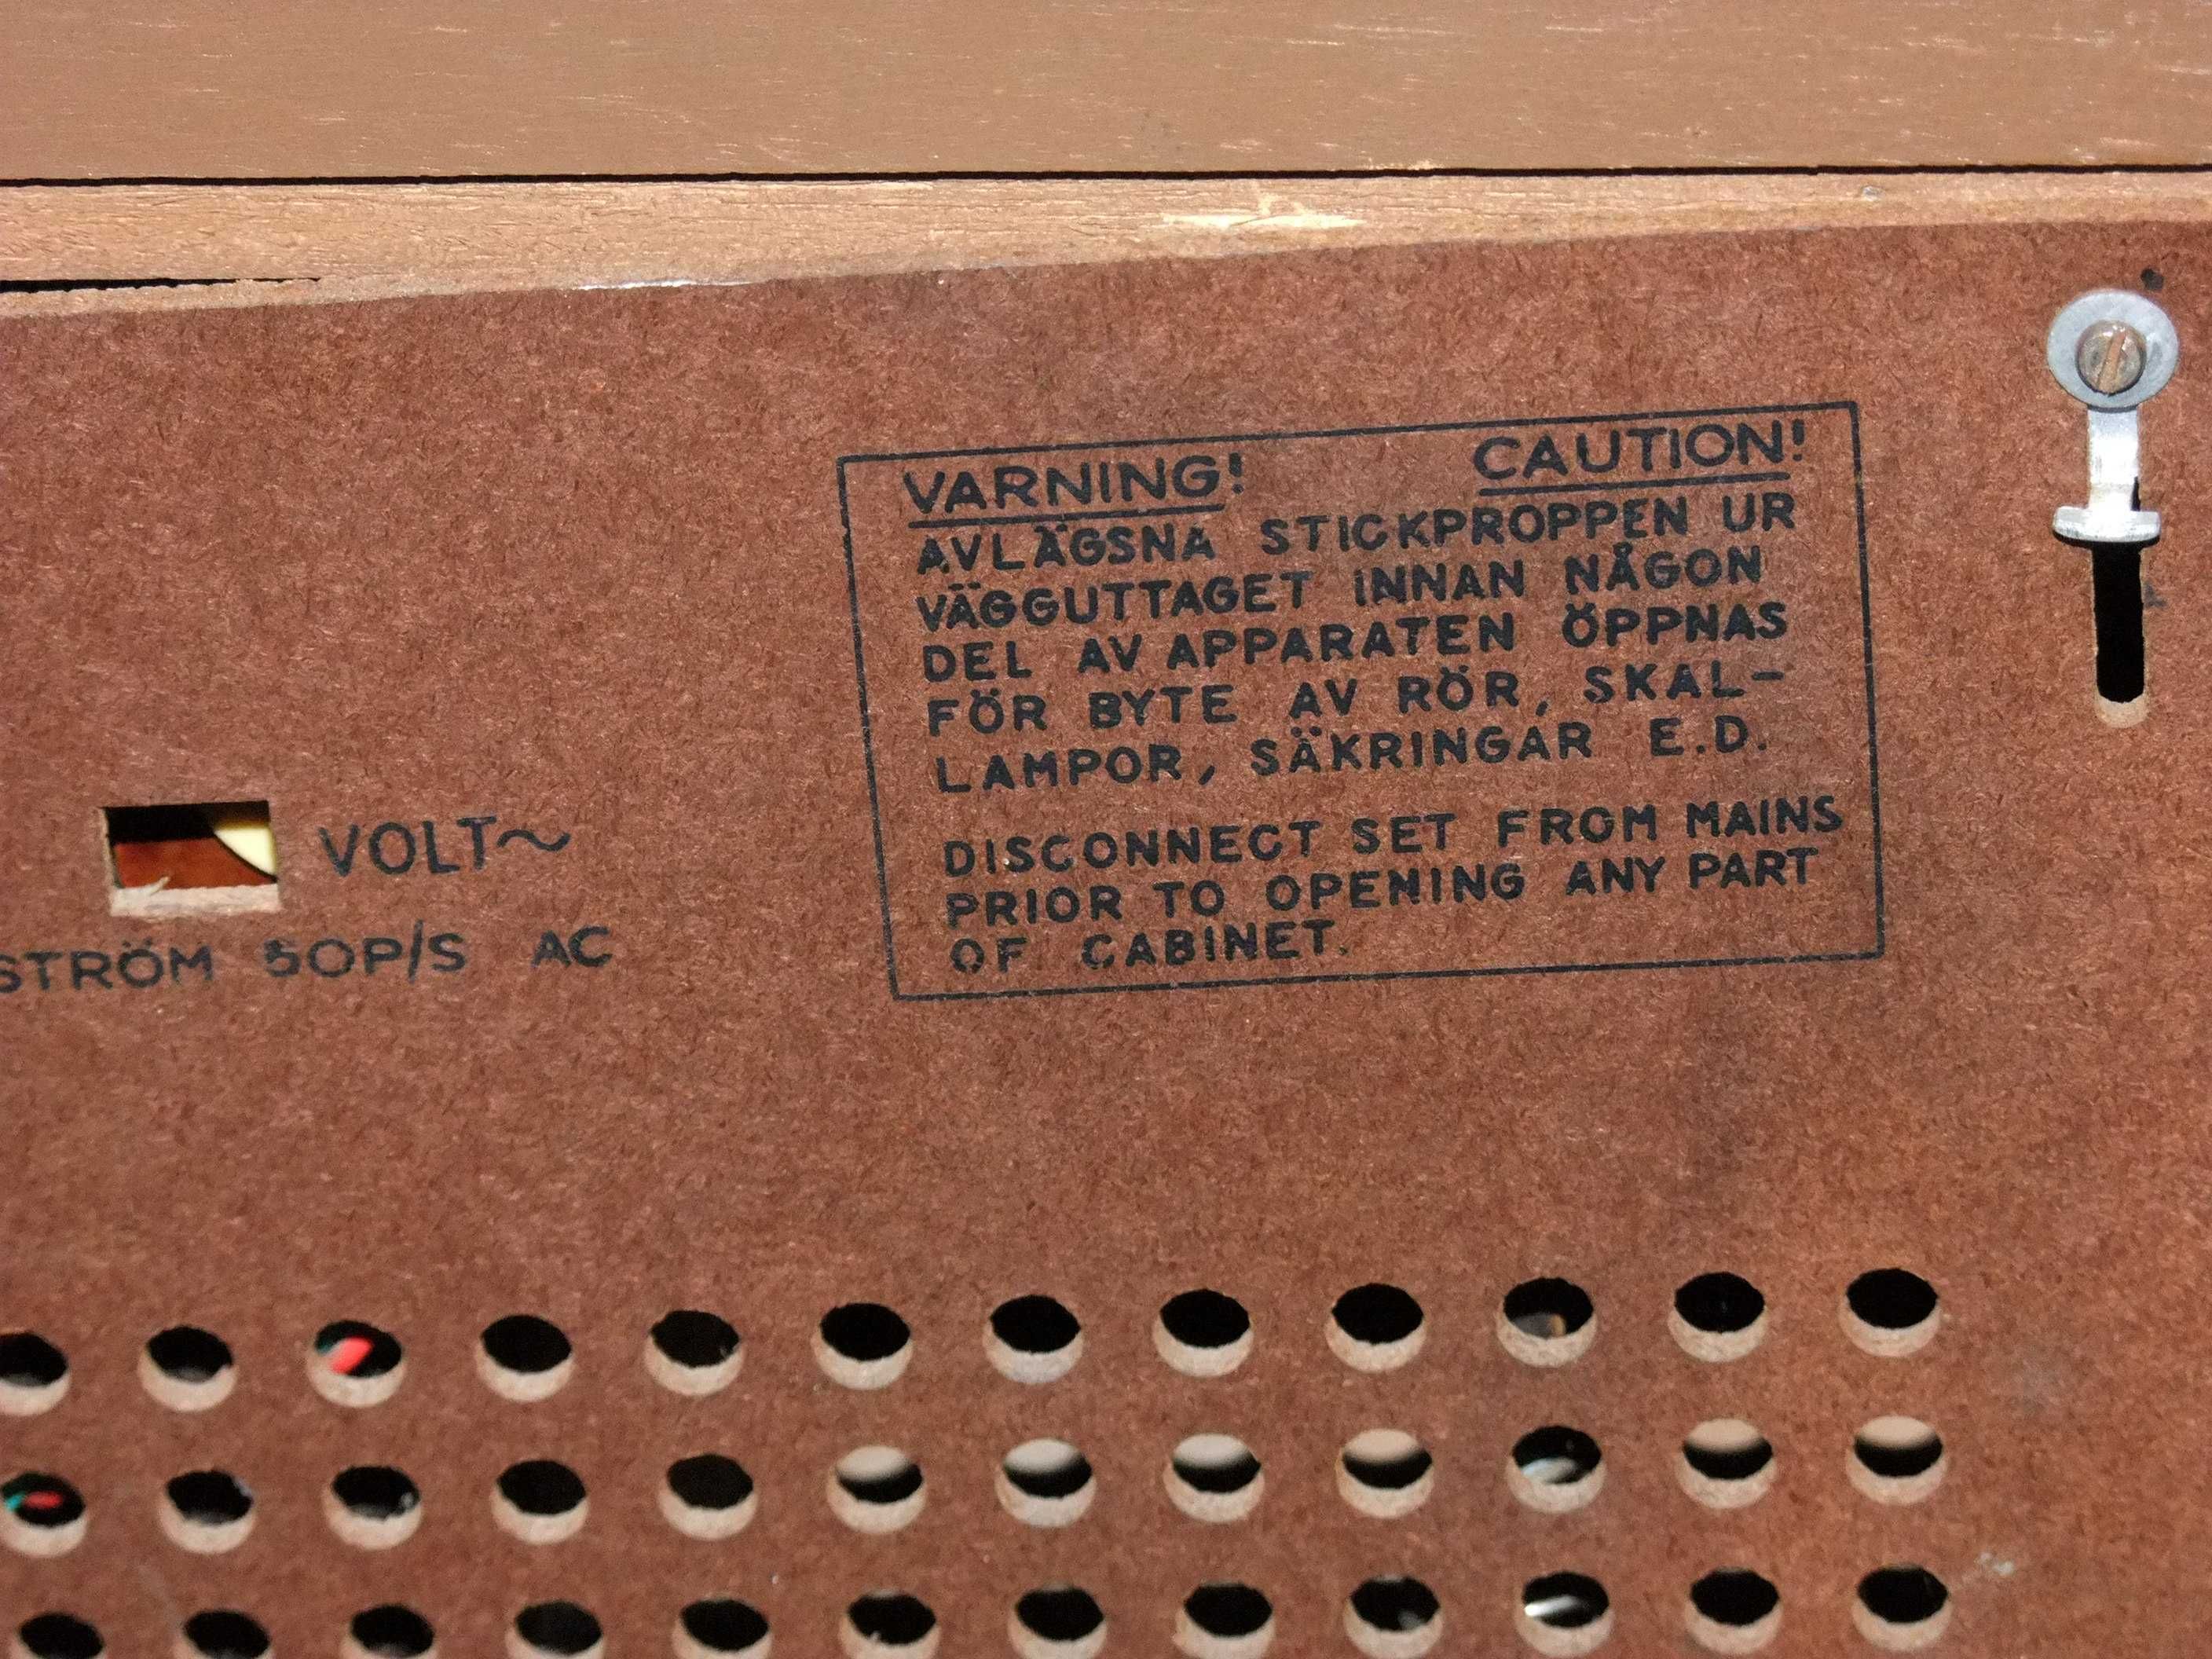 VARNING! CAUTION!
AVLÄGSNA STICKPROPPEN UR
VÄGGUTTAGET INNAN NÅGON
DEL AV APPARATEN ÖPPNAS
FÖR BYTE AV RÖR, SKAL-
LAMPOR, SÄKRINGAR E.D.
DISCONNECT SET FROM MAINS
PRIOR TO OPENING ANY PART
OF CABINET.
VOLT~
STRÖM 50P/S AC